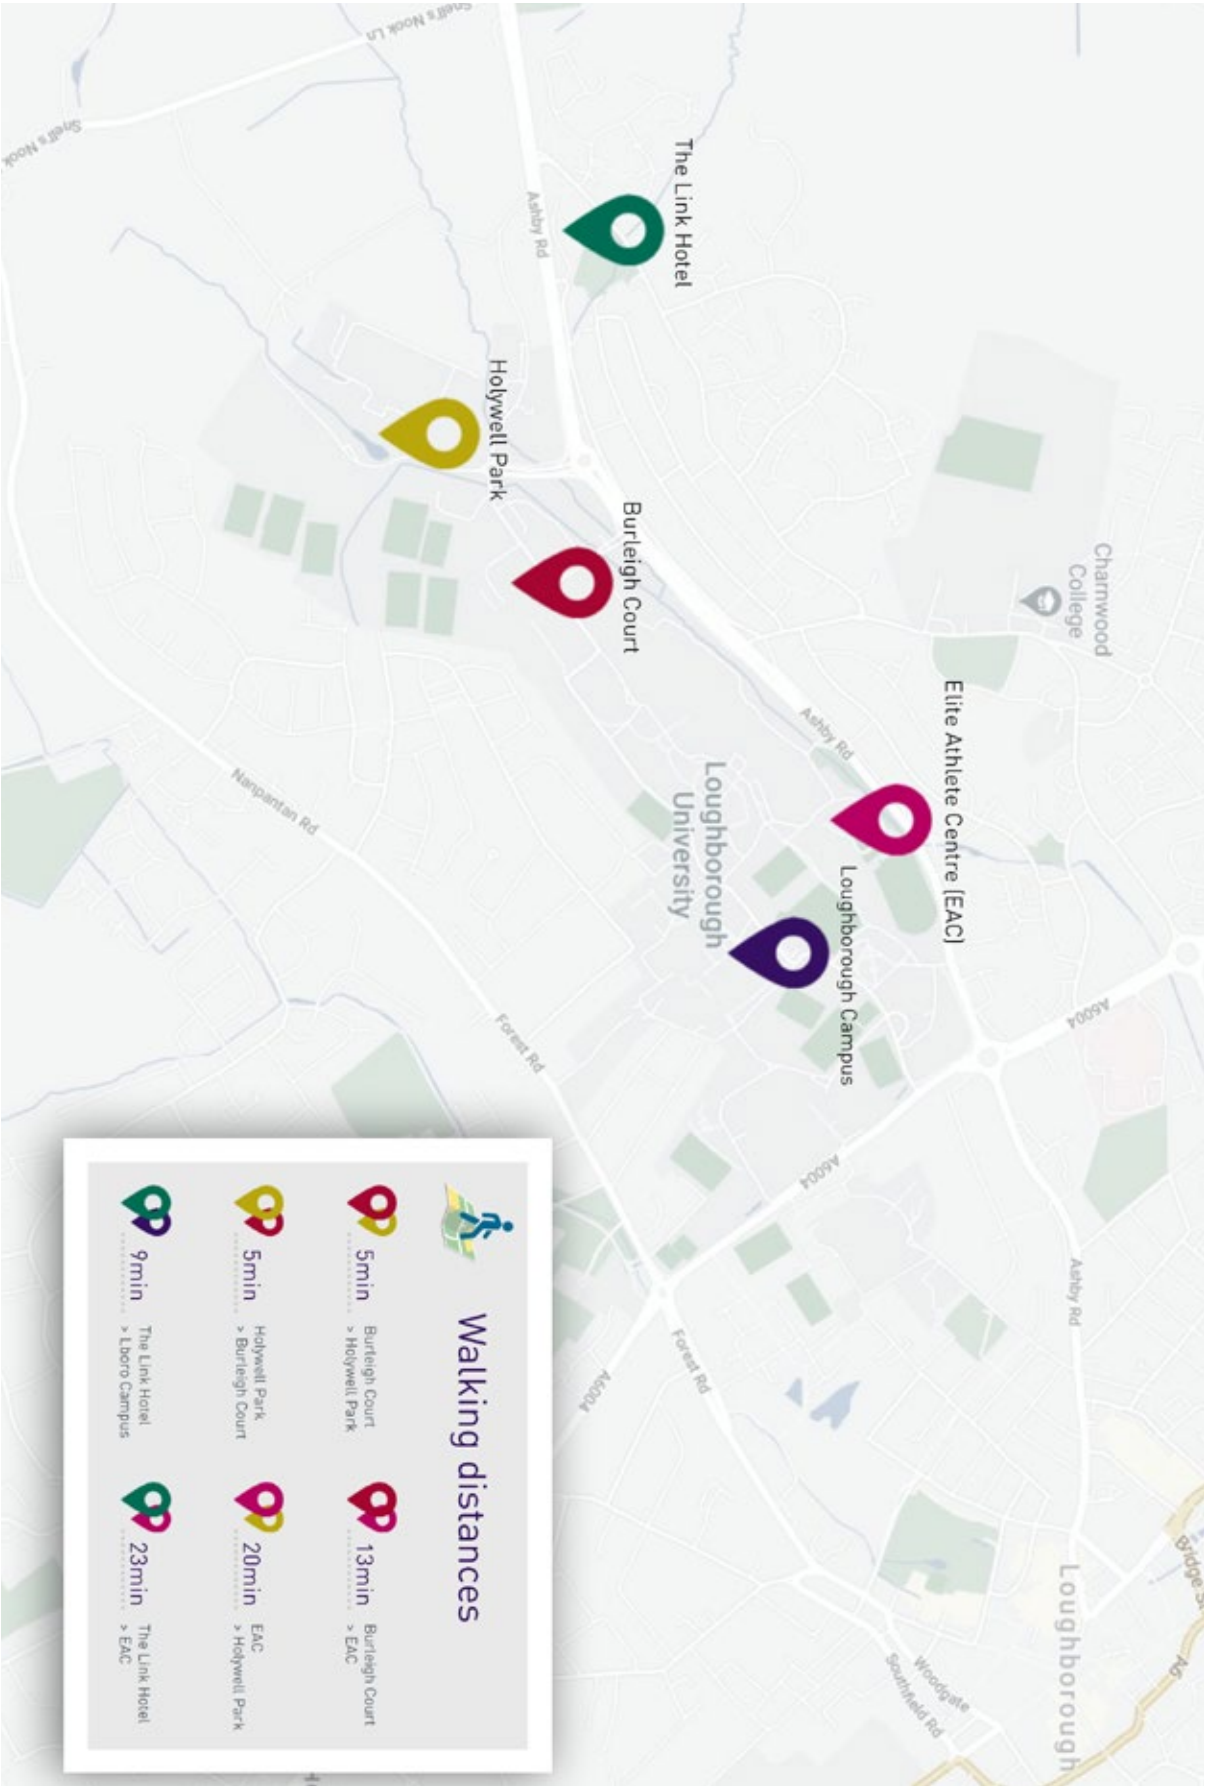 Snell's Nook Ln
Snell's Nook
The Link Hotel
Ashby Rd
Holywell Park
Burleigh Court
Charnwood
College
Elite Athlete Centre (EAC)
Ashby Rd
Loughborough
University
Loughborough Campus
Nanpantan Rd
A6004
Forest Rd
A6004
Ashby Rd
Forest Rd
A6004
Bridge S
A6
Loughborough
Woodgate
Southfield Rd
Walking distances
5min
Burleigh Court
> Holywell Park
13min
Burleigh Court
> EAC
5min
Holywell Park
> Burleigh Court
20min
EAC
> Holywell Park
9min
The Link Hotel
> Lboro Campus
23min
The Link Hotel
> EAC